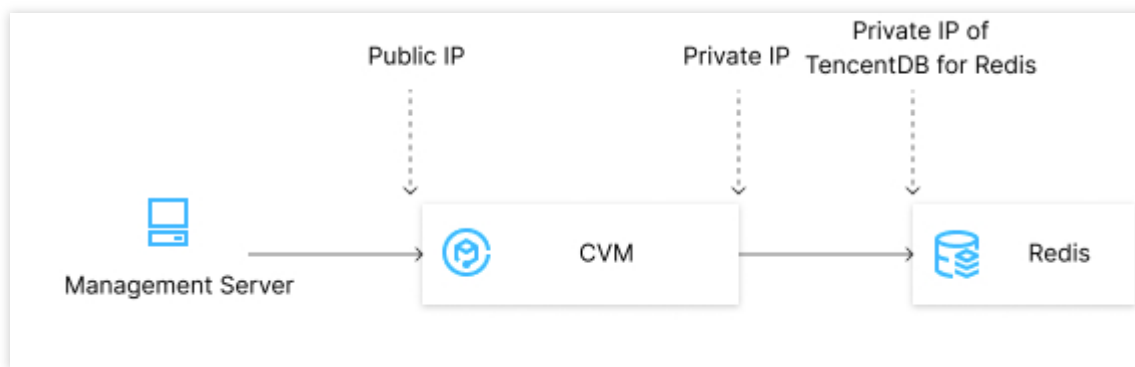 Public IP
Private IP
Private IP of
TencentDB for Redis
Management Server
CVM
Redis